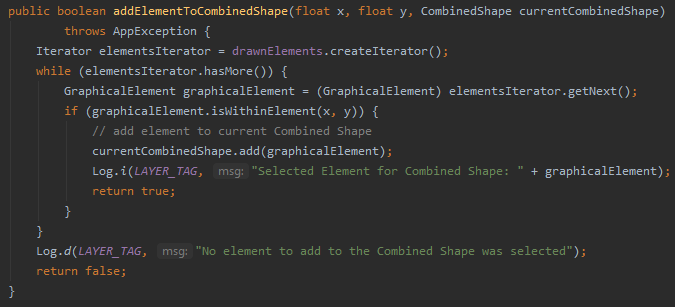 public boolean addElementToCombinedShape(float x, float y, CombinedShape currentCombinedShape)
        throws AppException {
    Iterator elementsIterator = drawnElements.createIterator();
    while (elementsIterator.hasMore()) {
        GraphicalElement graphicalElement = (GraphicalElement) elementsIterator.getNext();
        if (graphicalElement.isWithinElement(x, y)) {
            // add element to current Combined Shape
            currentCombinedShape.add(graphicalElement);
            Log.i(LAYER_TAG, msg: "Selected Element for Combined Shape: " + graphicalElement);
            return true;
        }
    }
    Log.d(LAYER_TAG, msg: "No element to add to the Combined Shape was selected");
    return false;
}